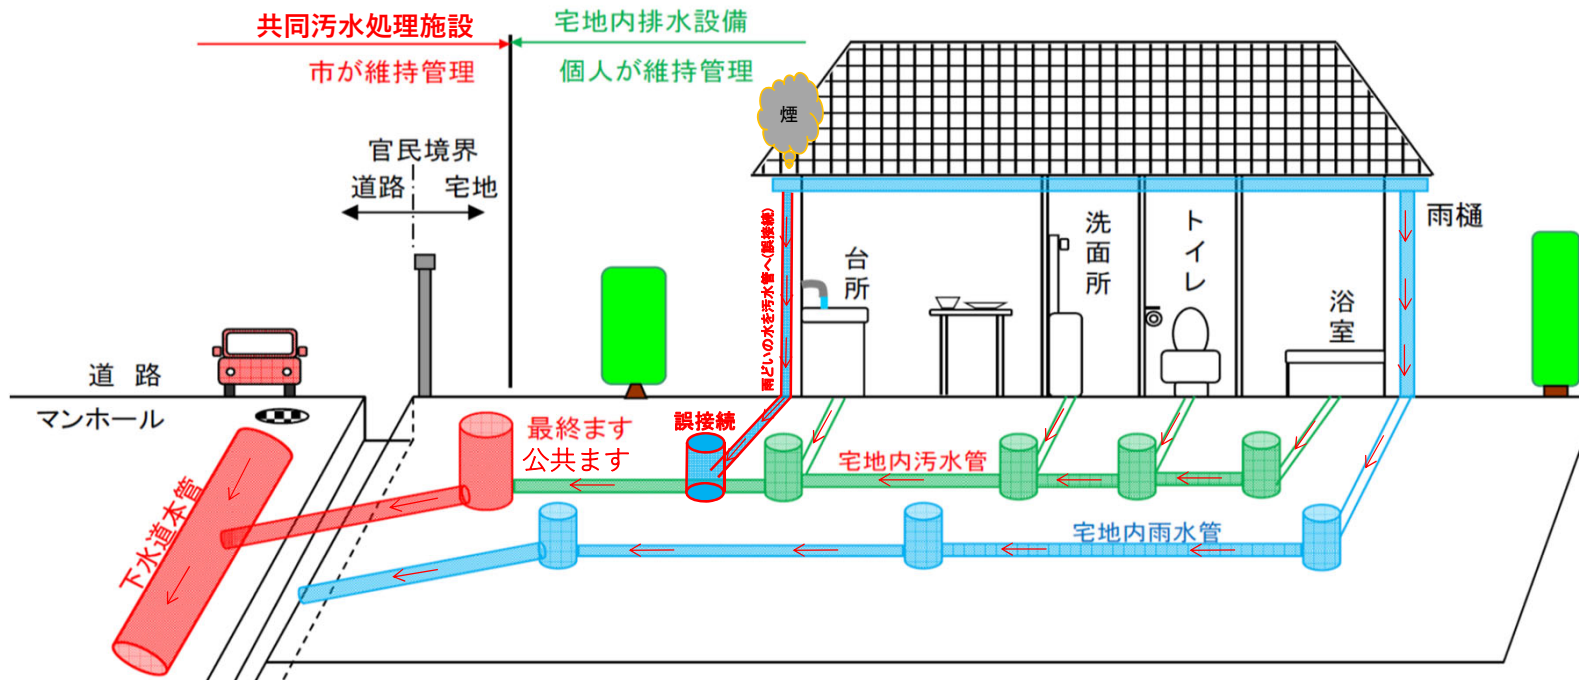 共同汚水処理施設
市が維持管理
宅地内排水設備
個人が維持管理
煙
官民境界
道路
宅地
雨樋
雨どいの水を汚水管へ(誤接続)
台所
洗面所
トイレ
浴室
道 路
マンホール
最終ます
公共ます
誤接続
宅地内汚水管
下水道本管
宅地内雨水管